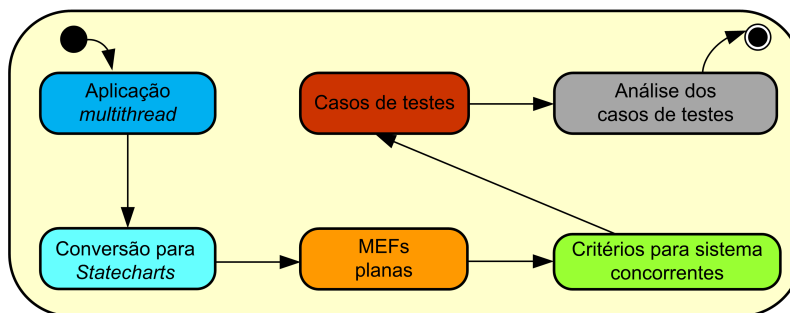 Aplicação
multithread
Conversão para
Statecharts
MEFs
planas
Critérios para sistema
concorrentes
Casos de testes
Análise dos
casos de testes